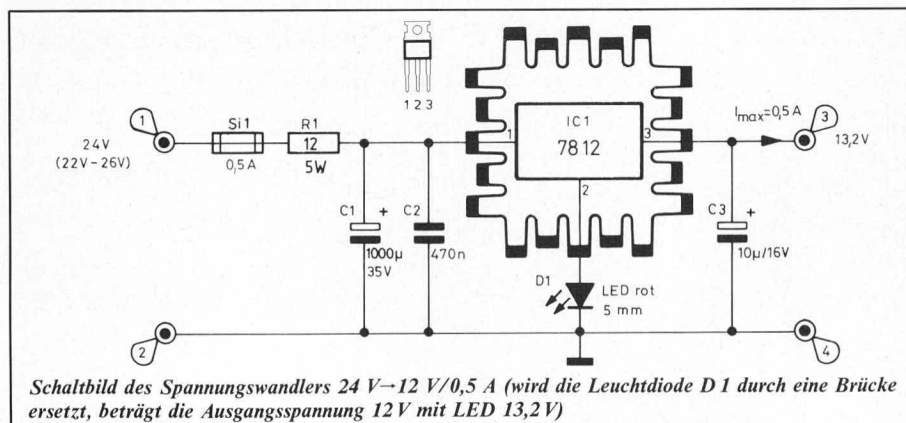 1 2 3
1
Si 1
0,5 A
R1
12
5W
24V
(22V-26V)
C1
+
1000µ
35V
C2
470n
1
IC1
7812
3
2
I max=0,5 A
3
13,2V
C3
+
10µ/16V
D1
LED rot
5 mm
2
4
Schaltbild des Spannungswandlers 24 V→12 V/0,5 A (wird die Leuchtdiode D 1 durch eine Brücke
ersetzt, beträgt die Ausgangsspannung 12 V mit LED 13,2 V)